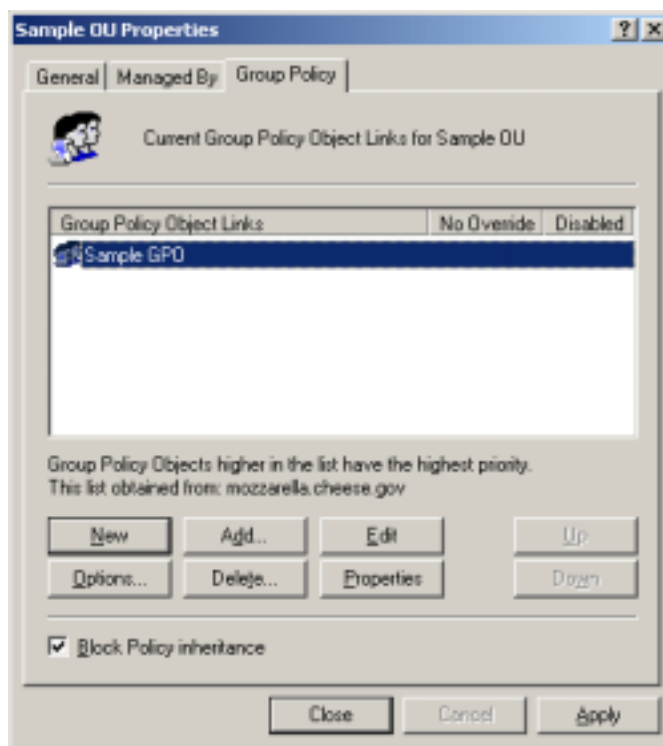 Sample OU Properties
General Managed By Group Policy
Current Group Policy Object Links for Sample OU
Group Policy Object Links No Override Disabled
Sample GPO
Group Policy Objects higher in the list have the highest priority.
This list obtained from: mozzarella.cheese.gov
New Add... Edit Up
Options... Delete... Properties Down
Block Policy inheritance
Close Cancel Apply